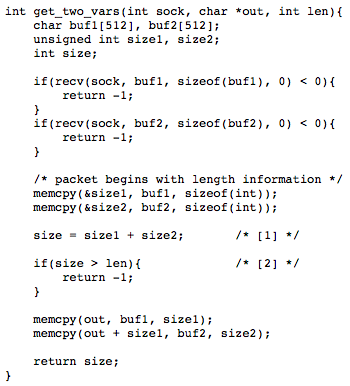 int get_two_vars(int sock, char *out, int len){
    char buf1[512], buf2[512];
    unsigned int size1, size2;
    int size;

    if(recv(sock, buf1, sizeof(buf1), 0) < 0){
        return -1;
    }
    if(recv(sock, buf2, sizeof(buf2), 0) < 0){
        return -1;
    }

    /* packet begins with length information */
    memcpy(&size1, buf1, sizeof(int));
    memcpy(&size2, buf2, sizeof(int));

    size = size1 + size2;       /* [1] */

    if(size > len){             /* [2] */
        return -1;
    }

    memcpy(out, buf1, size1);
    memcpy(out + size1, buf2, size2);

    return size;
}